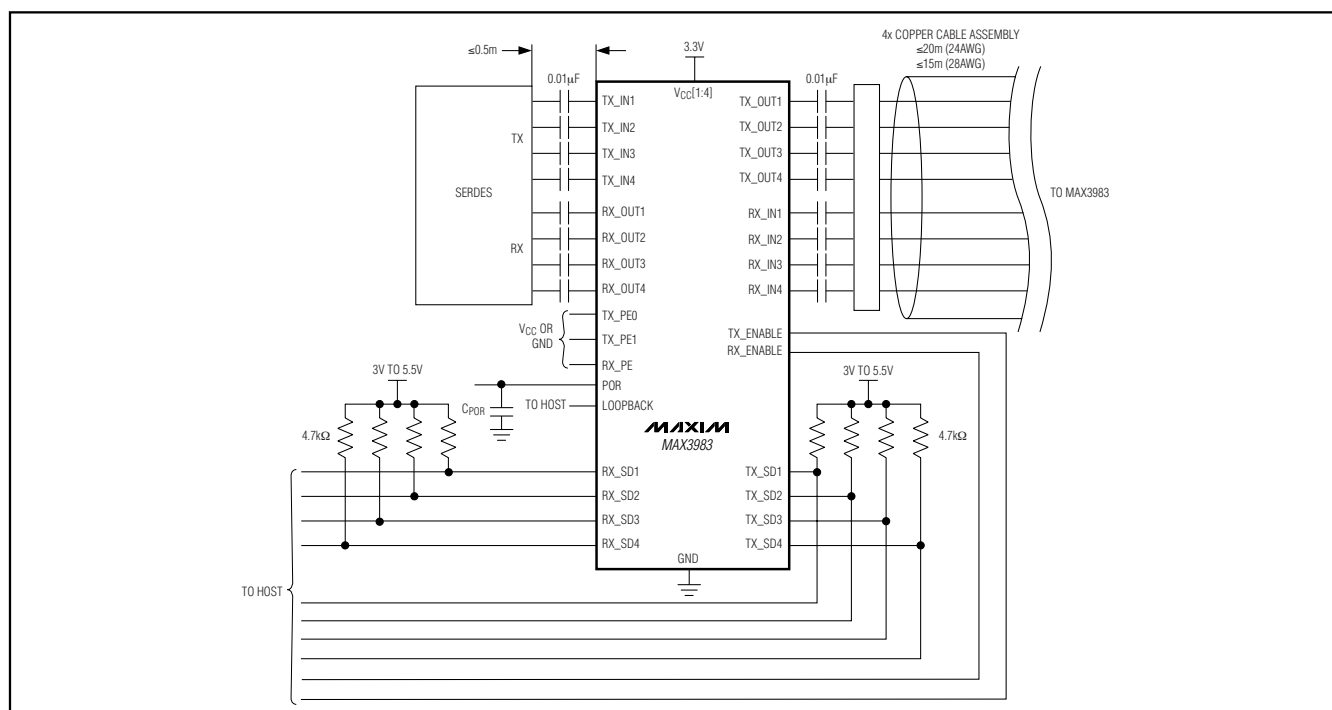 4x COPPER CABLE ASSEMBLY
≤20m (24AWG)
≤15m (28AWG)
≤0.5m
3.3V
0.01μF
0.01μF
VCC[1:4]
TX_IN1
TX_OUT1
TX_IN2
TX_OUT2
TX
TX_IN3
TX_OUT3
TX_IN4
TX_OUT4
SERDES
TO MAX3983
RX_OUT1
RX_IN1
RX_OUT2
RX_IN2
RX
RX_OUT3
RX_IN3
RX_OUT4
RX_IN4
TX_PE0
VCC OR
GND
TX_PE1
TX_ENABLE
RX_ENABLE
RX_PE
3V TO 5.5V
POR
3V TO 5.5V
CPOR
TO HOST
LOOPBACK
4.7kΩ
MAXIM
MAX3983
4.7kΩ
RX_SD1
TX_SD1
RX_SD2
TX_SD2
RX_SD3
TX_SD3
RX_SD4
TX_SD4
GND
TO HOST